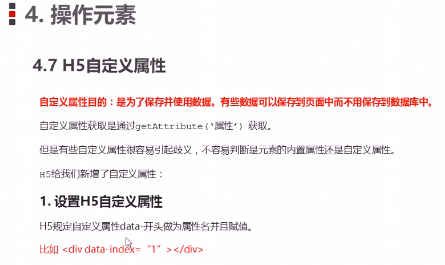 4. 操作元素
4.7 H5自定义属性
自定义属性目的：是为了保存并使用数据。有些数据可以保存到页面中而不用保存到数据库中。
自定义属性获取是通过getAttribute('属性') 获取。
但是有些自定义属性很容易引起歧义，不容易判断是元素的内置属性还是自定义属性。
H5给我们新增了自定义属性：
1. 设置H5自定义属性
H5规定自定义属性data-开头做为属性名并且赋值。
比如 <div data-index=“1”></div>